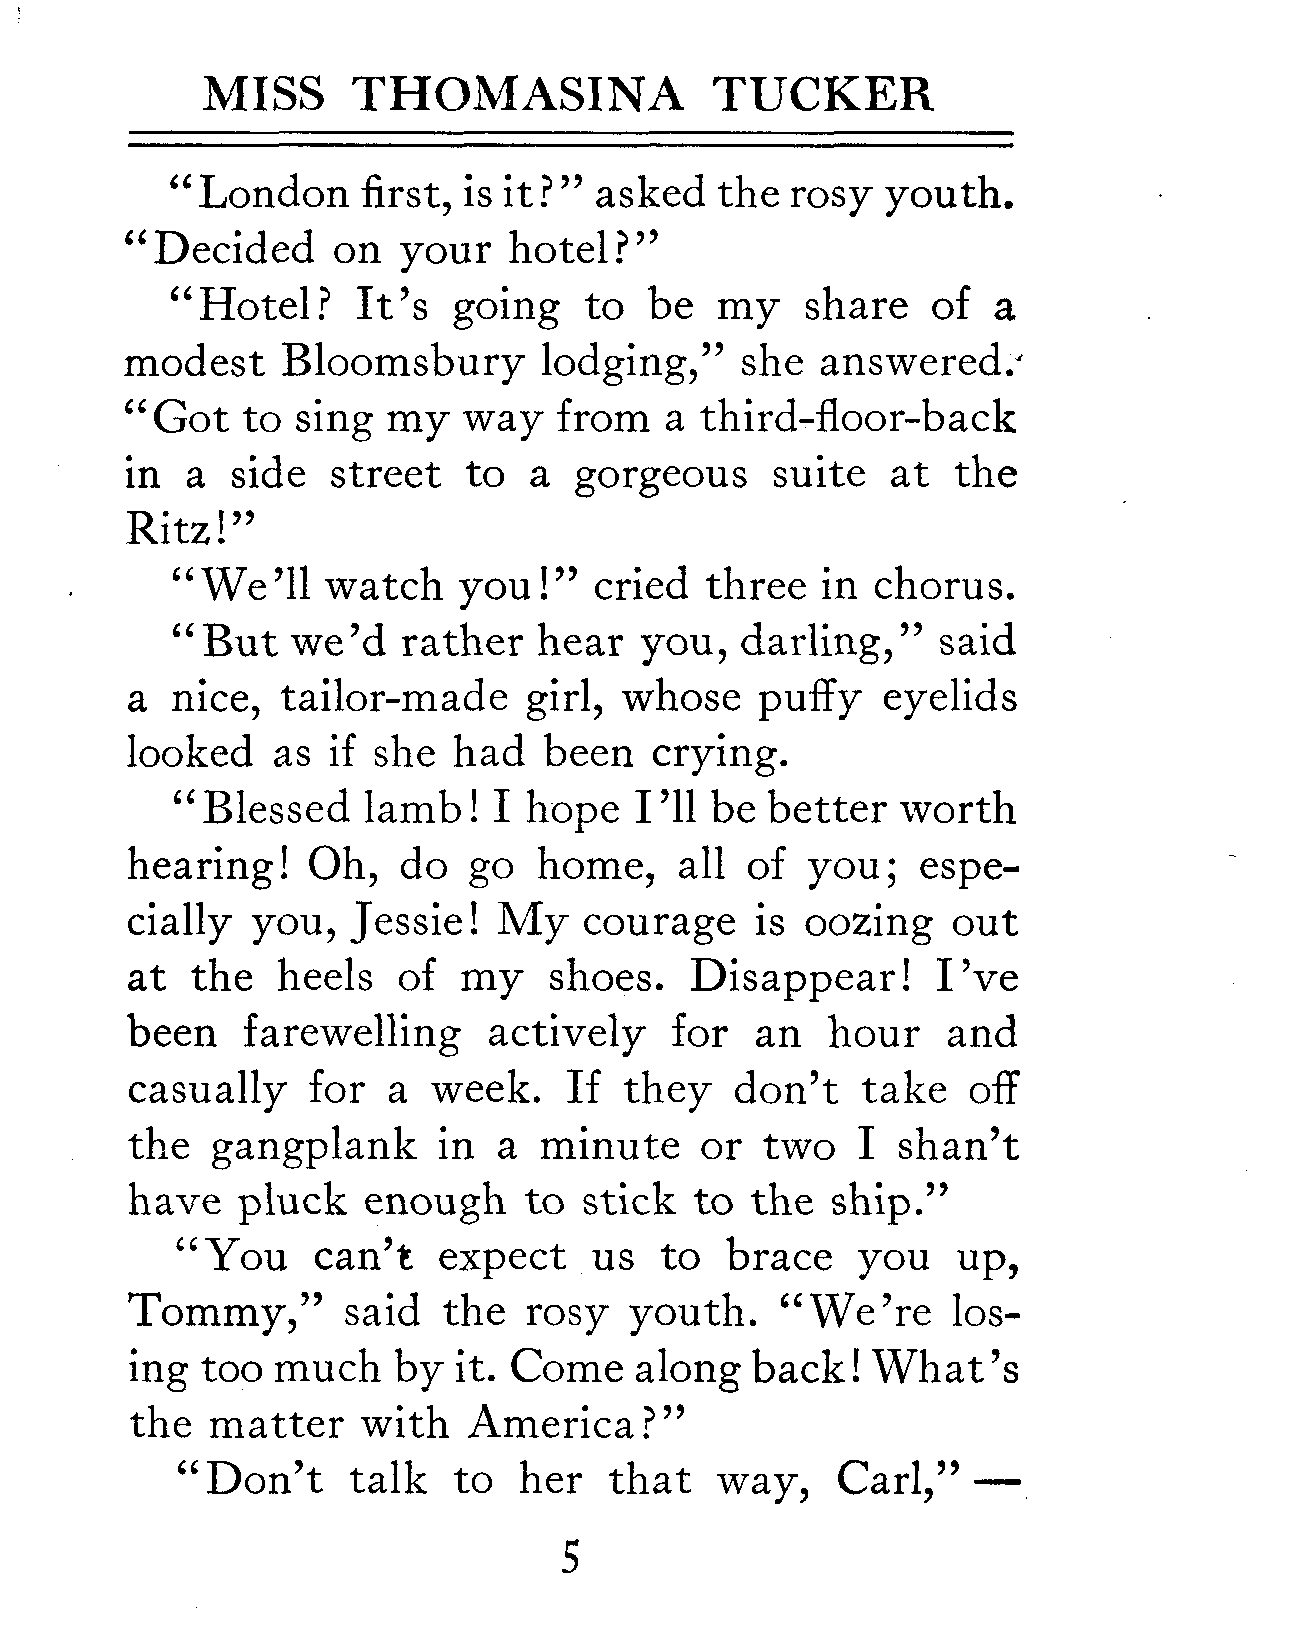 MISS THOMASINA TUCKER
“London first, is it?” asked the rosy youth.
“Decided on your hotel?”
“Hotel? It’s going to be my share of a
modest Bloomsbury lodging,” she answered.
“Got to sing my way from a third-floor-back
in a side street to a gorgeous suite at the
Ritz!”
“We’ll watch you!” cried three in chorus.
“But we’d rather hear you, darling,” said
a nice, tailor-made girl, whose puffy eyelids
looked as if she had been crying.
“Blessed lamb! I hope I’ll be better worth
hearing! Oh, do go home, all of you; espe-
cially you, Jessie! My courage is oozing out
at the heels of my shoes. Disappear! I’ve
been farewelling actively for an hour and
casually for a week. If they don’t take off
the gangplank in a minute or two I shan’t
have pluck enough to stick to the ship.”
“You can’t expect us to brace you up,
Tommy,” said the rosy youth. “We’re los-
ing too much by it. Come along back! What’s
the matter with America?”
“Don’t talk to her that way, Carl,” —
5